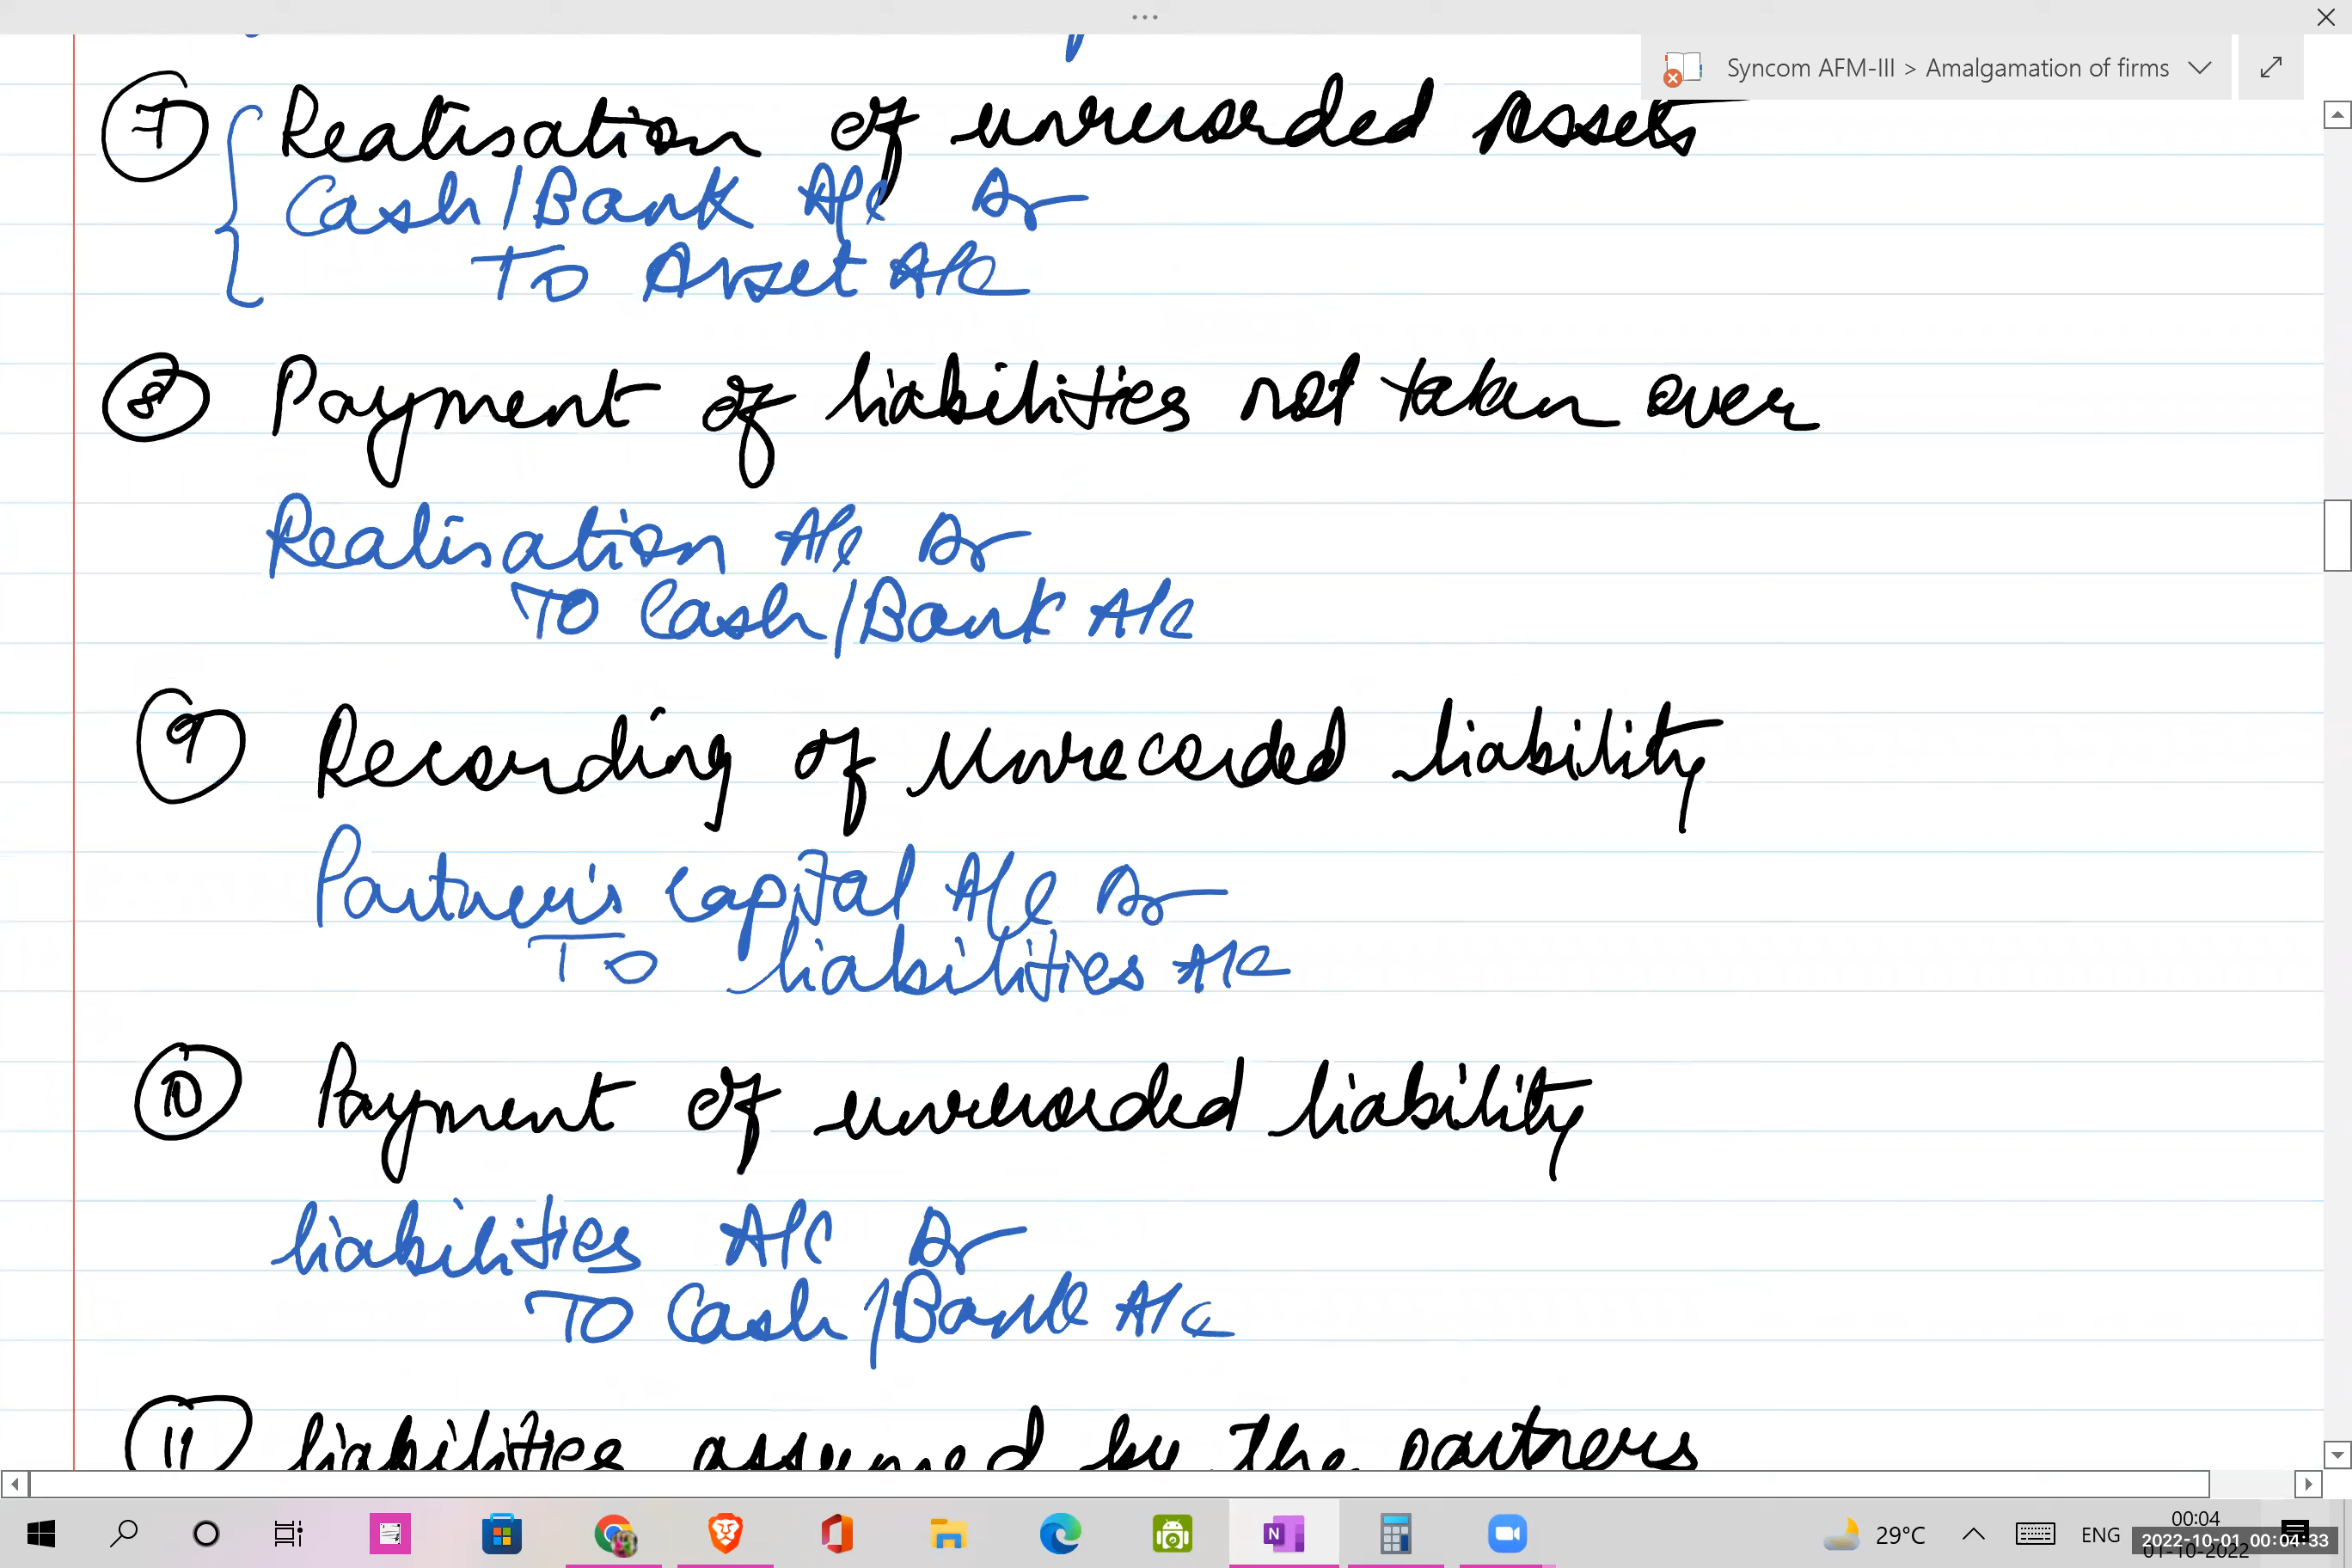 Syncom AFM-III > Amalgamation of firms
7 Realisation of unrecorded Assets
Cash/Bank A/c Dr
To Asset A/c
8 Payment of liabilities not taken over
Realisation A/c Dr
To Cash/Bank A/c
9 Recording of Unrecorded liability
Partner's capital A/c Dr
To liabilities A/c
10 Payment of unrecorded liability
liabilities A/c Dr
To Cash/Bank A/c
11 liabilities assumed by the partners
29°C
ENG
00:04
2022-10-01 00:04:33
01-10-2022